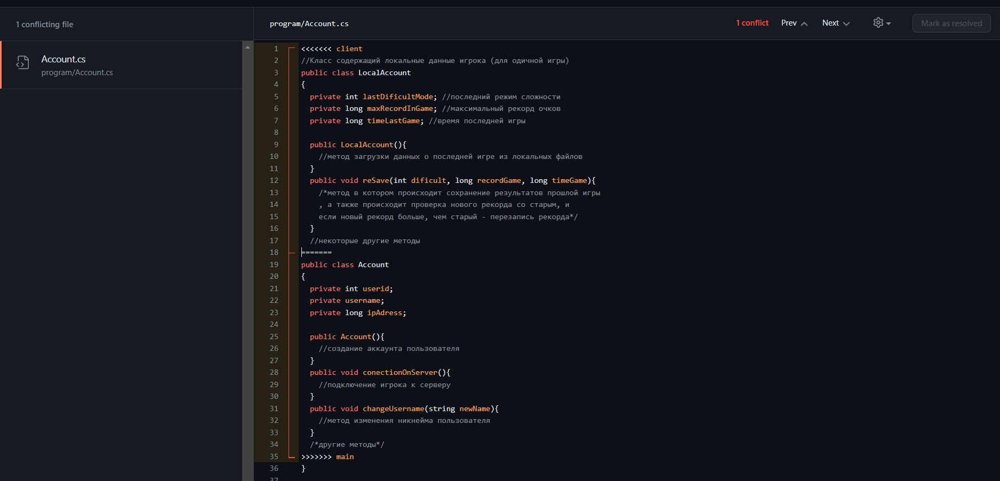 1 conflicting file
Account.cs
program/Account.cs
program/Account.cs
1 conflict Prev Next Mark as resolved
1 <<<<<<< client
2 //Класс содержащий локальные данные игрока (для одичной игры)
3 public class LocalAccount
4 {
5 private int lastDificultMode; //последний режим сложности
6 private long maxRecordInGame; //максимальный рекорд очков
7 private long timeLastGame; //время последней игры
8
9 public LocalAccount(){
10 //метод загрузки данных о последней игре из локальных файлов
11 }
12 public void reSave(int dificult, long recordGame, long timeGame){
13 /*метод в котором происходит сохранение результатов прошлой игры
14 , а также происходит проверка нового рекорда со старым, и
15 если новый рекорд больше, чем старый - перезапись рекорда*/
16 }
17 //некоторые другие методы
18 =======
19 public class Account
20 {
21 private int userid;
22 private username;
23 private long ipAdress;
24
25 public Account(){
26 //создание аккаунта пользователя
27 }
28 public void conectionOnServer(){
29 //подключение игрока к серверу
30 }
31 public void changeUsername(string newName){
32 //метод изменения никнейма пользователя
33 }
34 /*другие методы*/
35 >>>>>>> main
36 }
37